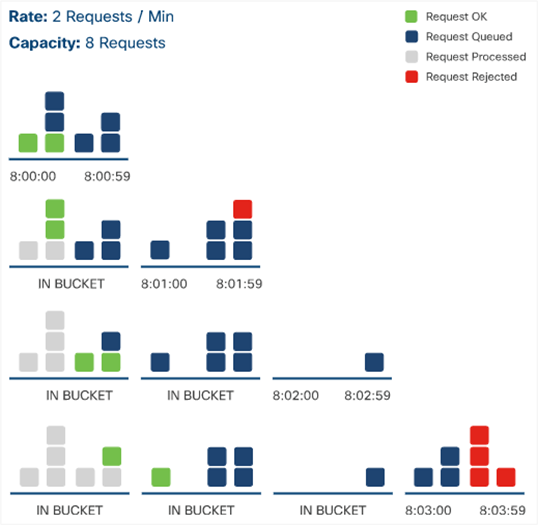 Rate: 2 Requests / Min
Capacity: 8 Requests
Request OK
Request Queued
Request Processed
Request Rejected
8:00:00 8:00:59
IN BUCKET 8:01:00 8:01:59
IN BUCKET IN BUCKET 8:02:00 8:02:59
IN BUCKET IN BUCKET IN BUCKET 8:03:00 8:03:59